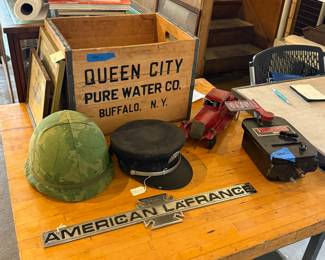 QUEEN CITY
PURE WATER CO.
BUFFALO, N.Y.
AMERICAN LAFRANCE